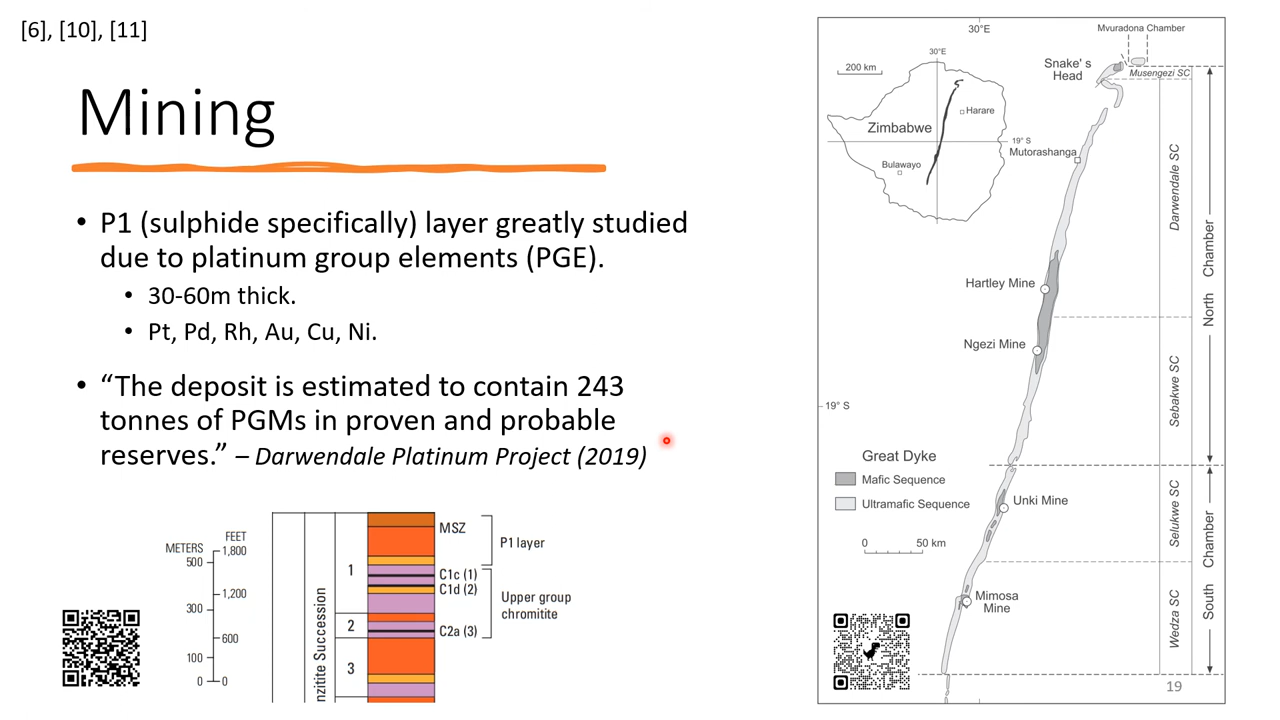 [6], [10], [11]
Mining
• P1 (sulphide specifically) layer greatly studied
due to platinum group elements (PGE).
• 30-60m thick.
• Pt, Pd, Rh, Au, Cu, Ni.
• “The deposit is estimated to contain 243
tonnes of PGMs in proven and probable
reserves.” – Darwendale Platinum Project (2019)
METERS
FEET
500
1,800
1,200
300
600
100
0
0
nzitite Succession
1
2
3
MSZ
P1 layer
C1c (1)
C1d (2)
Upper group
chromitite
C2a (3)
30°E
Mvuradona Chamber
Snake' s
Head
Musengezi SC
200 km
30°E
Harare
Zimbabwe
19° S
Bulawayo
Mutorashanga
Darwendale SC
North Chamber
Hartley Mine
Ngezi Mine
Sebakwe SC
19° S
Great Dyke
Mafic Sequence
Ultramafic Sequence
0 50 km
Unki Mine
Selukwe SC
South Chamber
Mimosa
Mine
Wedza SC
19